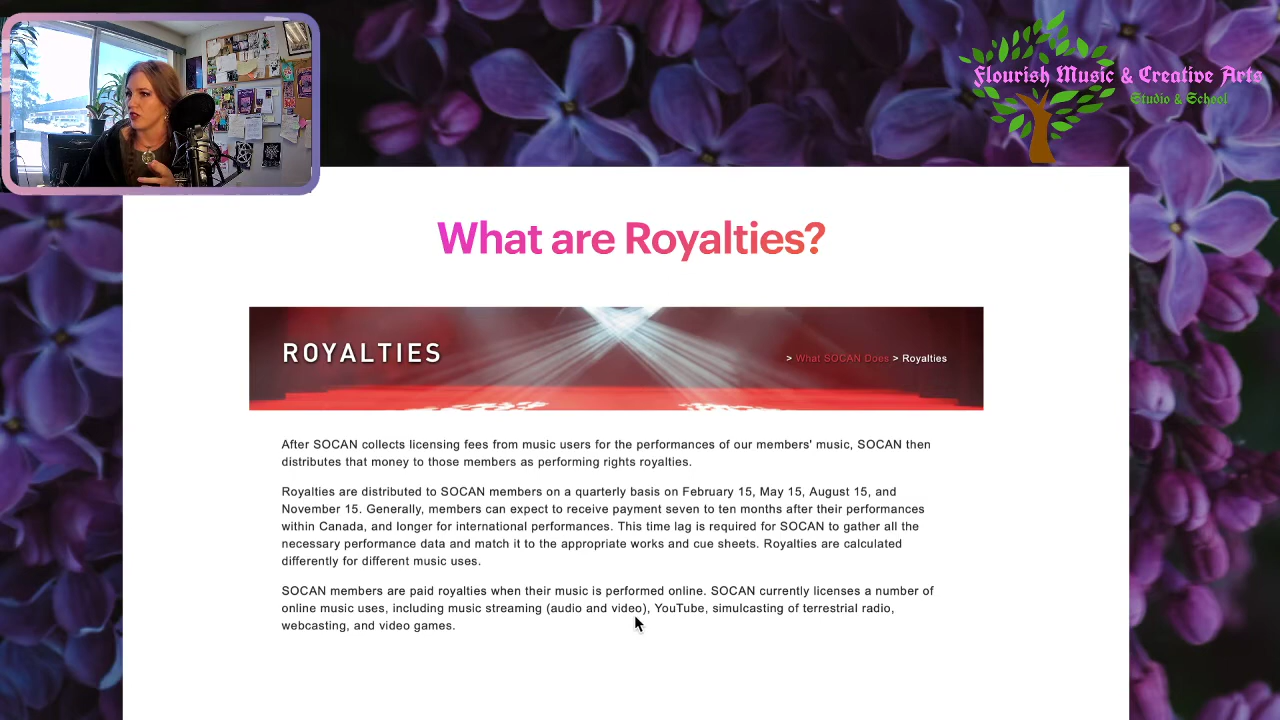 Flourish Music & Creative Arts
Studio & School
What are Royalties?
ROYALTIES
> What SOCAN Does > Royalties
After SOCAN collects licensing fees from music users for the performances of our members' music, SOCAN then
distributes that money to those members as performing rights royalties.
Royalties are distributed to SOCAN members on a quarterly basis on February 15, May 15, August 15, and
November 15. Generally, members can expect to receive payment seven to ten months after their performances
within Canada, and longer for international performances. This time lag is required for SOCAN to gather all the
necessary performance data and match it to the appropriate works and cue sheets. Royalties are calculated
differently for different music uses.
SOCAN members are paid royalties when their music is performed online. SOCAN currently licenses a number of
online music uses, including music streaming (audio and video), YouTube, simulcasting of terrestrial radio,
webcasting, and video games.